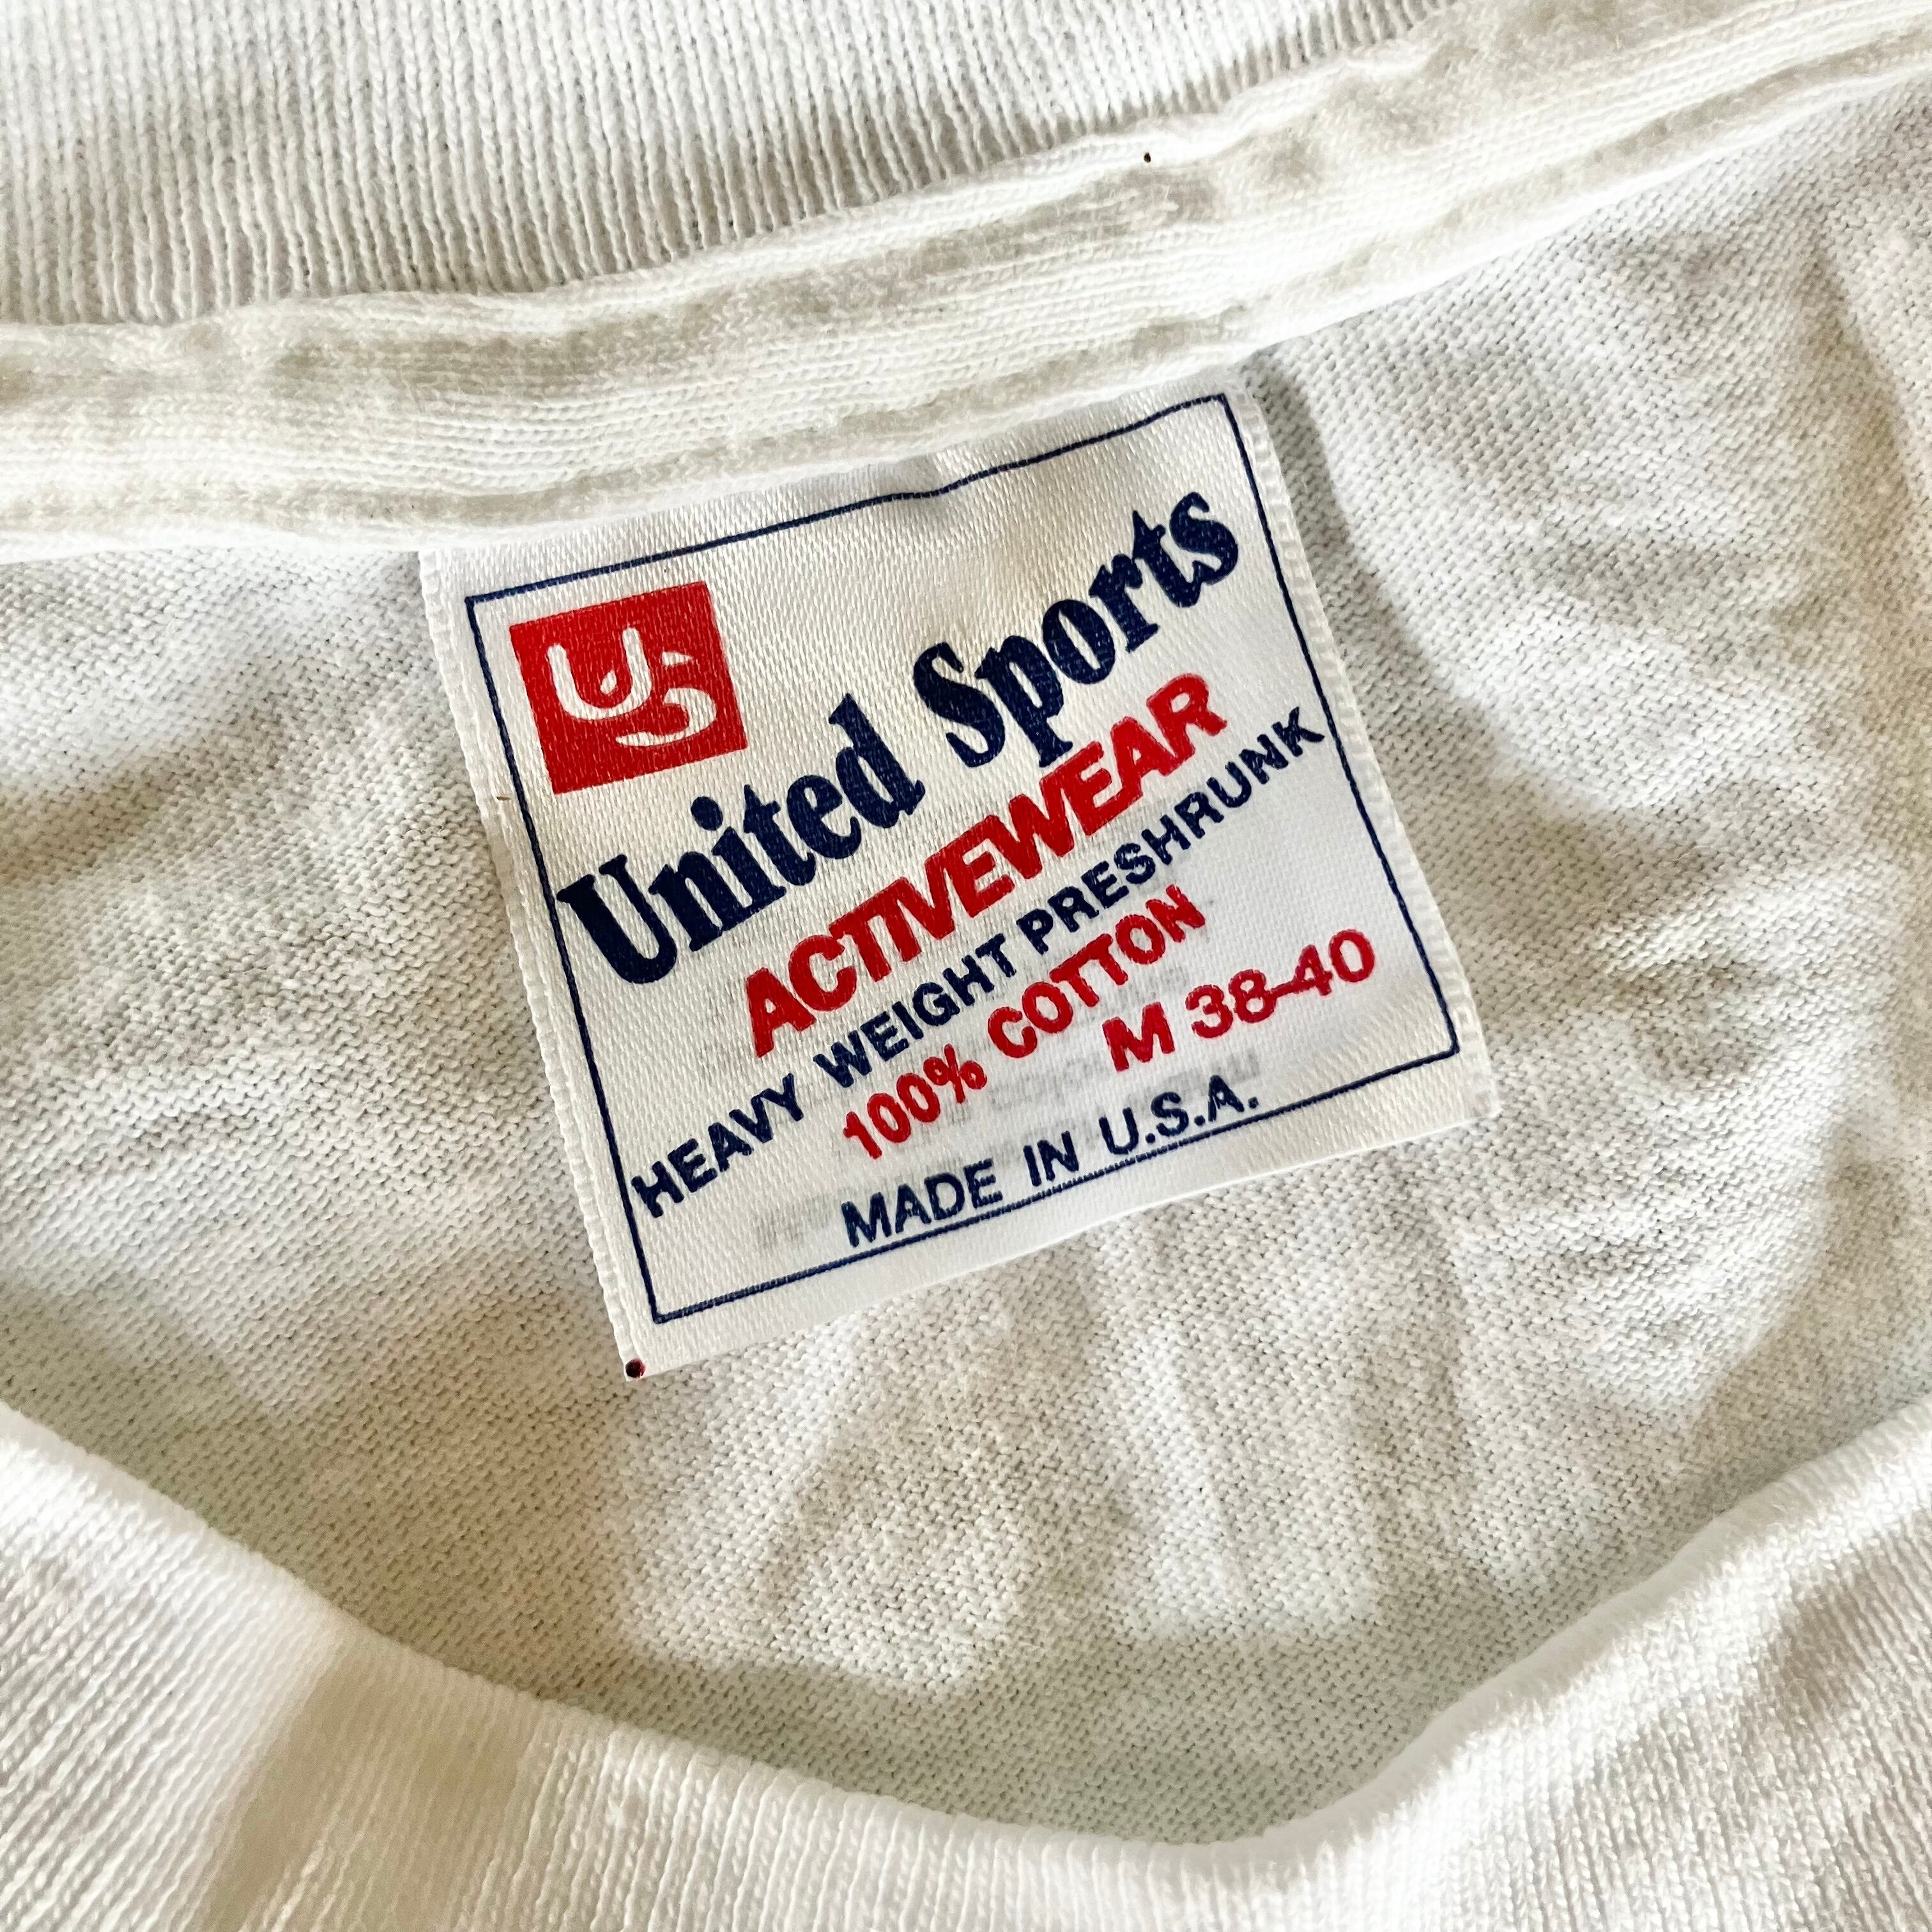 US
United Sports
ACTIVEWEAR
HEAVY WEIGHT PRESHRUNK
100% COTTON
M 38-40
MADE IN U.S.A.